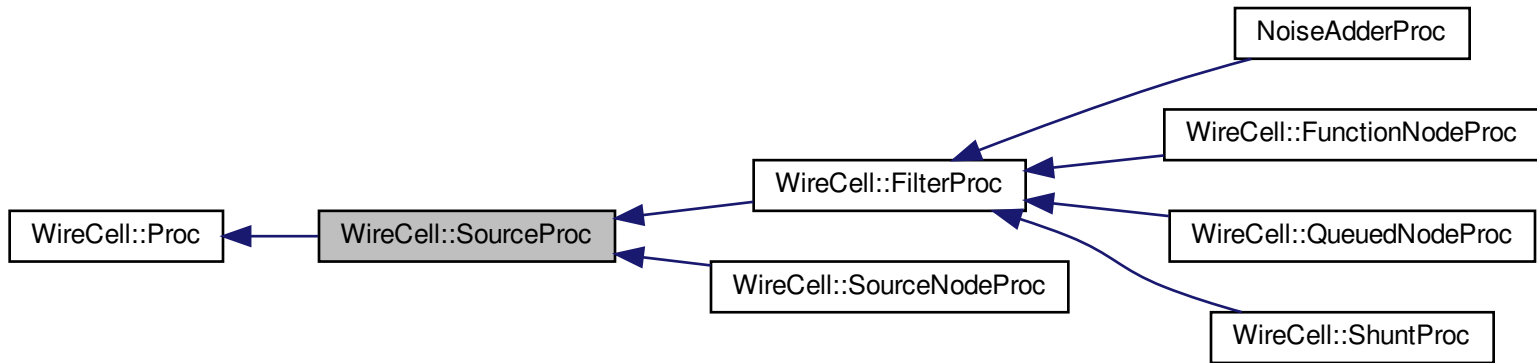 WireCell::Proc
WireCell::SourceProc
WireCell::FilterProc
WireCell::SourceNodeProc
NoiseAdderProc
WireCell::FunctionNodeProc
WireCell::QueuedNodeProc
WireCell::ShuntProc